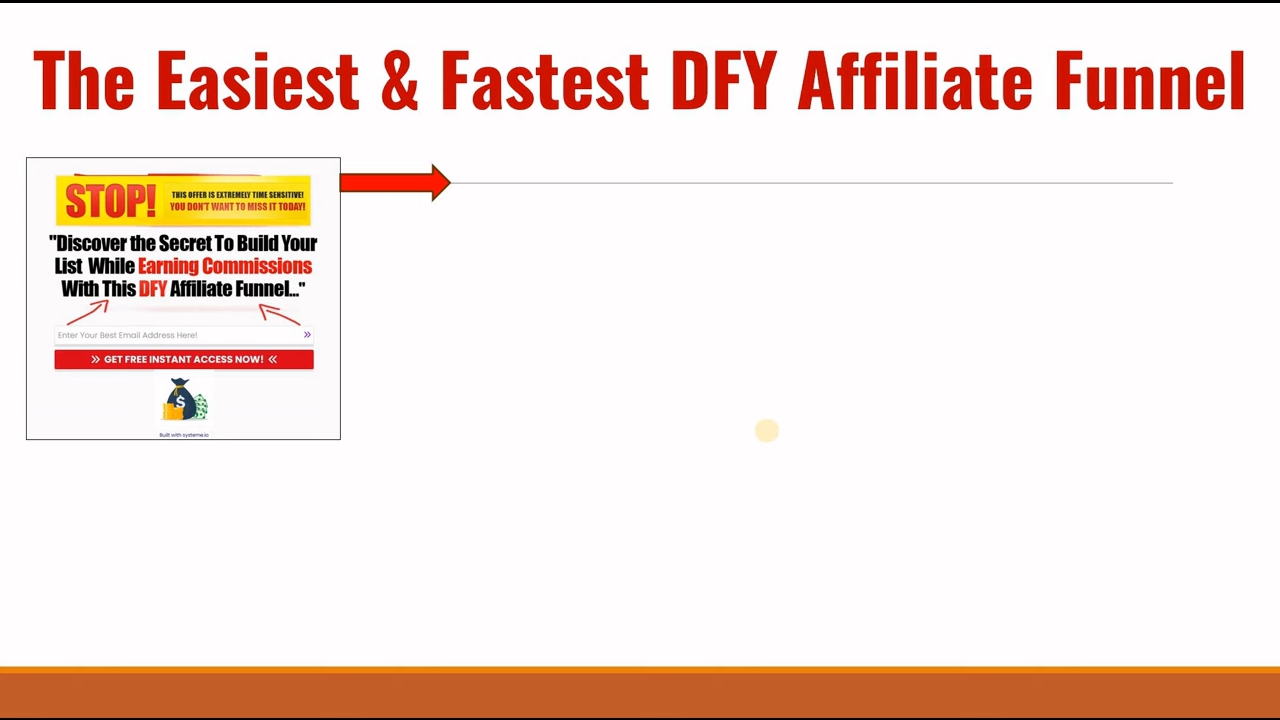 The Easiest & Fastest DFY Affiliate Funnel
STOP!
THIS OFFER IS EXTREMELY TIME SENSITIVE!
YOU DON'T WANT TO MISS IT TODAY!
"Discover the Secret To Build Your
List While Earning Commissions
With This DFY Affiliate Funnel..."
Enter Your Best Email Address Here!
» GET FREE INSTANT ACCESS NOW! «
$
Built with systeme.io